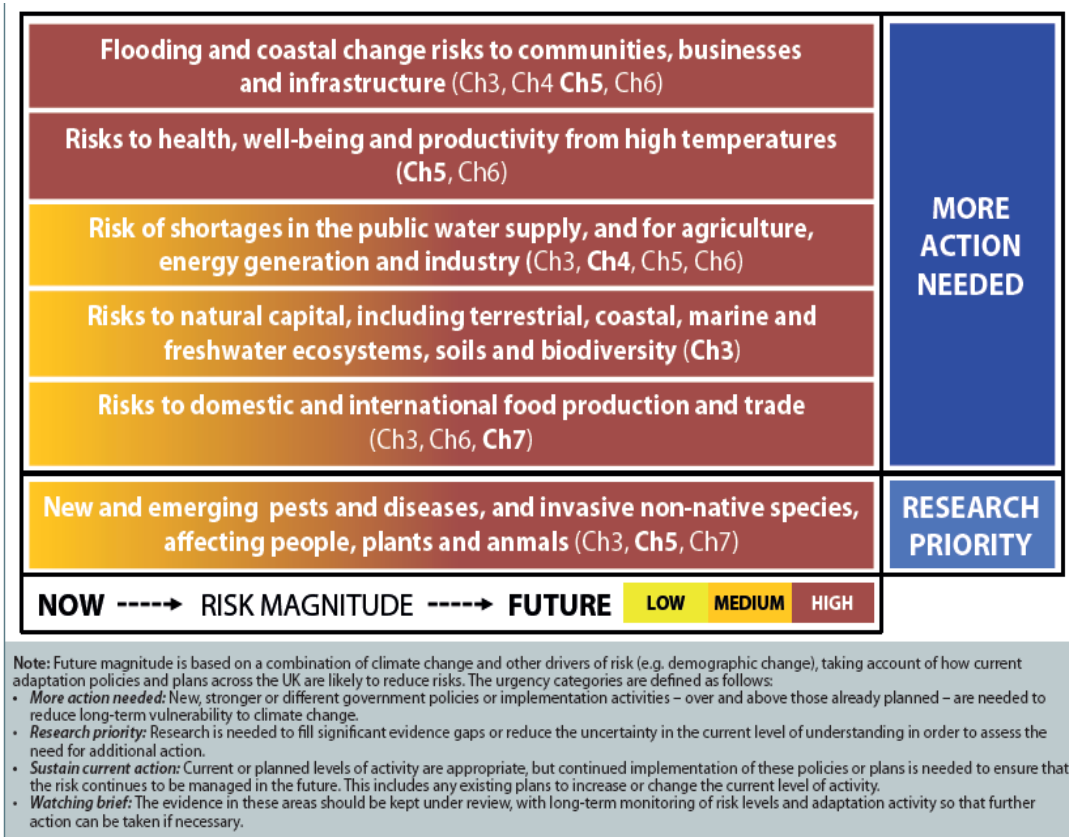 Flooding and coastal change risks to communities, businesses
and infrastructure (Ch3, Ch4 Ch5, Ch6)
Risks to health, well-being and productivity from high temperatures
(Ch5, Ch6)
Risk of shortages in the public water supply, and for agriculture,
energy generation and industry (Ch3, Ch4, Ch5, Ch6)
Risks to natural capital, including terrestrial, coastal, marine and
freshwater ecosystems, soils and biodiversity (Ch3)
Risks to domestic and international food production and trade
(Ch3, Ch6, Ch7)
MORE
ACTION
NEEDED
New and emerging pests and diseases, and invasive non-native species,
affecting people, plants and anmals (Ch3, Ch5, Ch7)
RESEARCH
PRIORITY
NOW RISK MAGNITUDE FUTURE LOW MEDIUM HIGH
Note: Future magnitude is based on a combination of climate change and other drivers of risk (e.g. demographic change), taking account of how current
adaptation policies and plans across the UK are likely to reduce risks. The urgency categories are defined as follows:
• More action needed: New, stronger or different government policies or implementation activities – over and above those already planned – are needed to
reduce long-term vulnerability to climate change.
• Research priority: Research is needed to fill significant evidence gaps or reduce the uncertainty in the current level of understanding in order to assess the
need for additional action.
• Sustain current action: Current or planned levels of activity are appropriate, but continued implementation of these policies or plans is needed to ensure that
the risk continues to be managed in the future. This includes any existing plans to increase or change the current level of activity.
• Watching brief: The evidence in these areas should be kept under review, with long-term monitoring of risk levels and adaptation activity so that further
action can be taken if necessary.